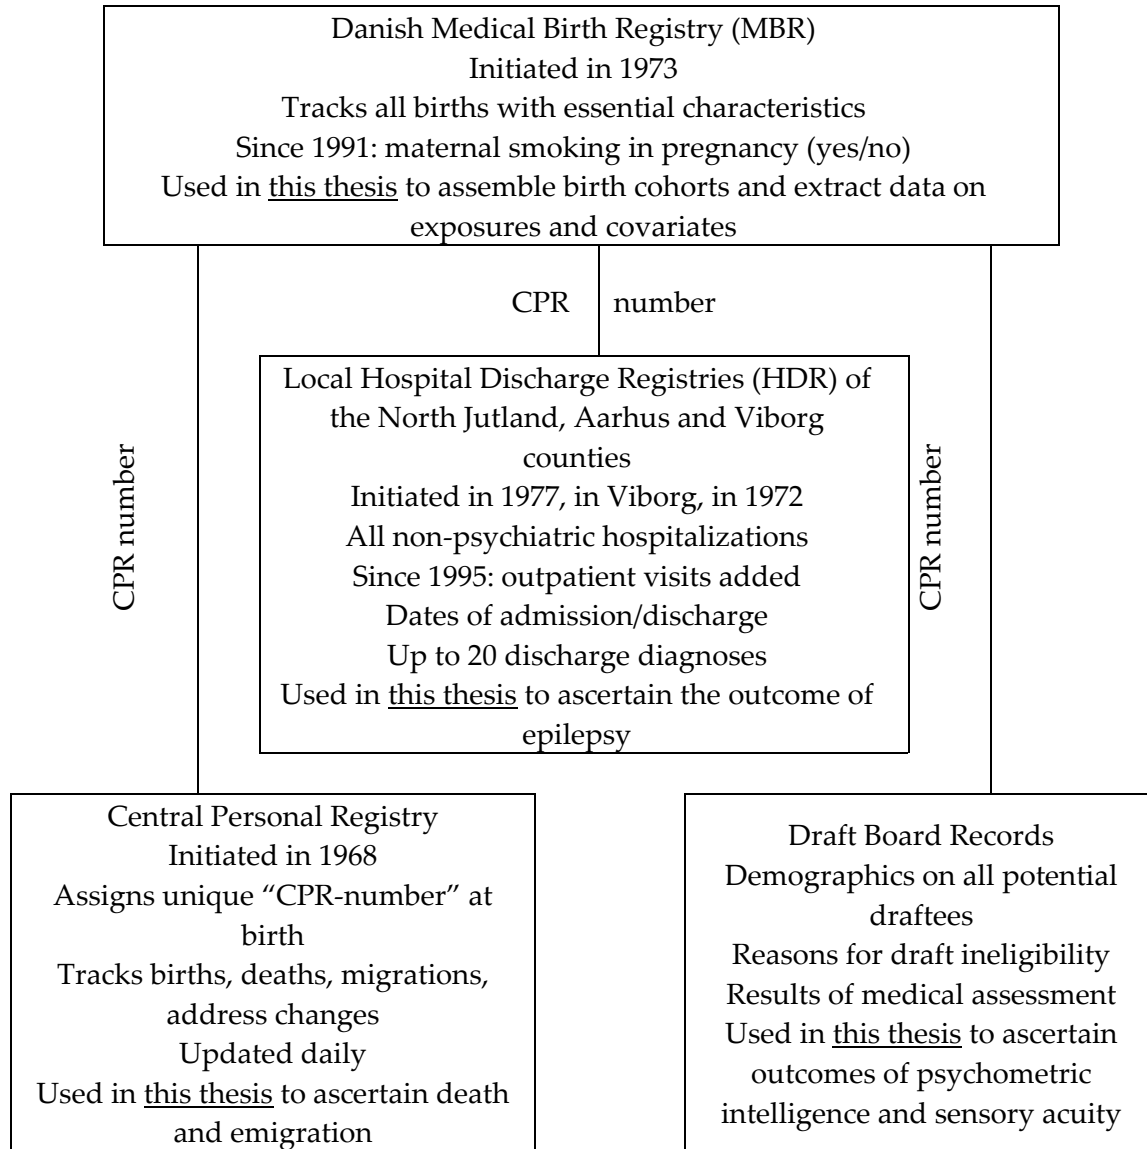 Danish Medical Birth Registry (MBR)
Initiated in 1973
Tracks all births with essential characteristics
Since 1991: maternal smoking in pregnancy (yes/no)
Used in this thesis to assemble birth cohorts and extract data on
exposures and covariates
CPR number
CPR number
CPR number
Local Hospital Discharge Registries (HDR) of
the North Jutland, Aarhus and Viborg
counties
Initiated in 1977, in Viborg, in 1972
All non-psychiatric hospitalizations
Since 1995: outpatient visits added
Dates of admission/discharge
Up to 20 discharge diagnoses
Used in this thesis to ascertain the outcome of
epilepsy
Central Personal Registry
Initiated in 1968
Assigns unique “CPR-number” at
birth
Tracks births, deaths, migrations,
address changes
Updated daily
Used in this thesis to ascertain death
and emigration
Draft Board Records
Demographics on all potential
draftees
Reasons for draft ineligibility
Results of medical assessment
Used in this thesis to ascertain
outcomes of psychometric
intelligence and sensory acuity